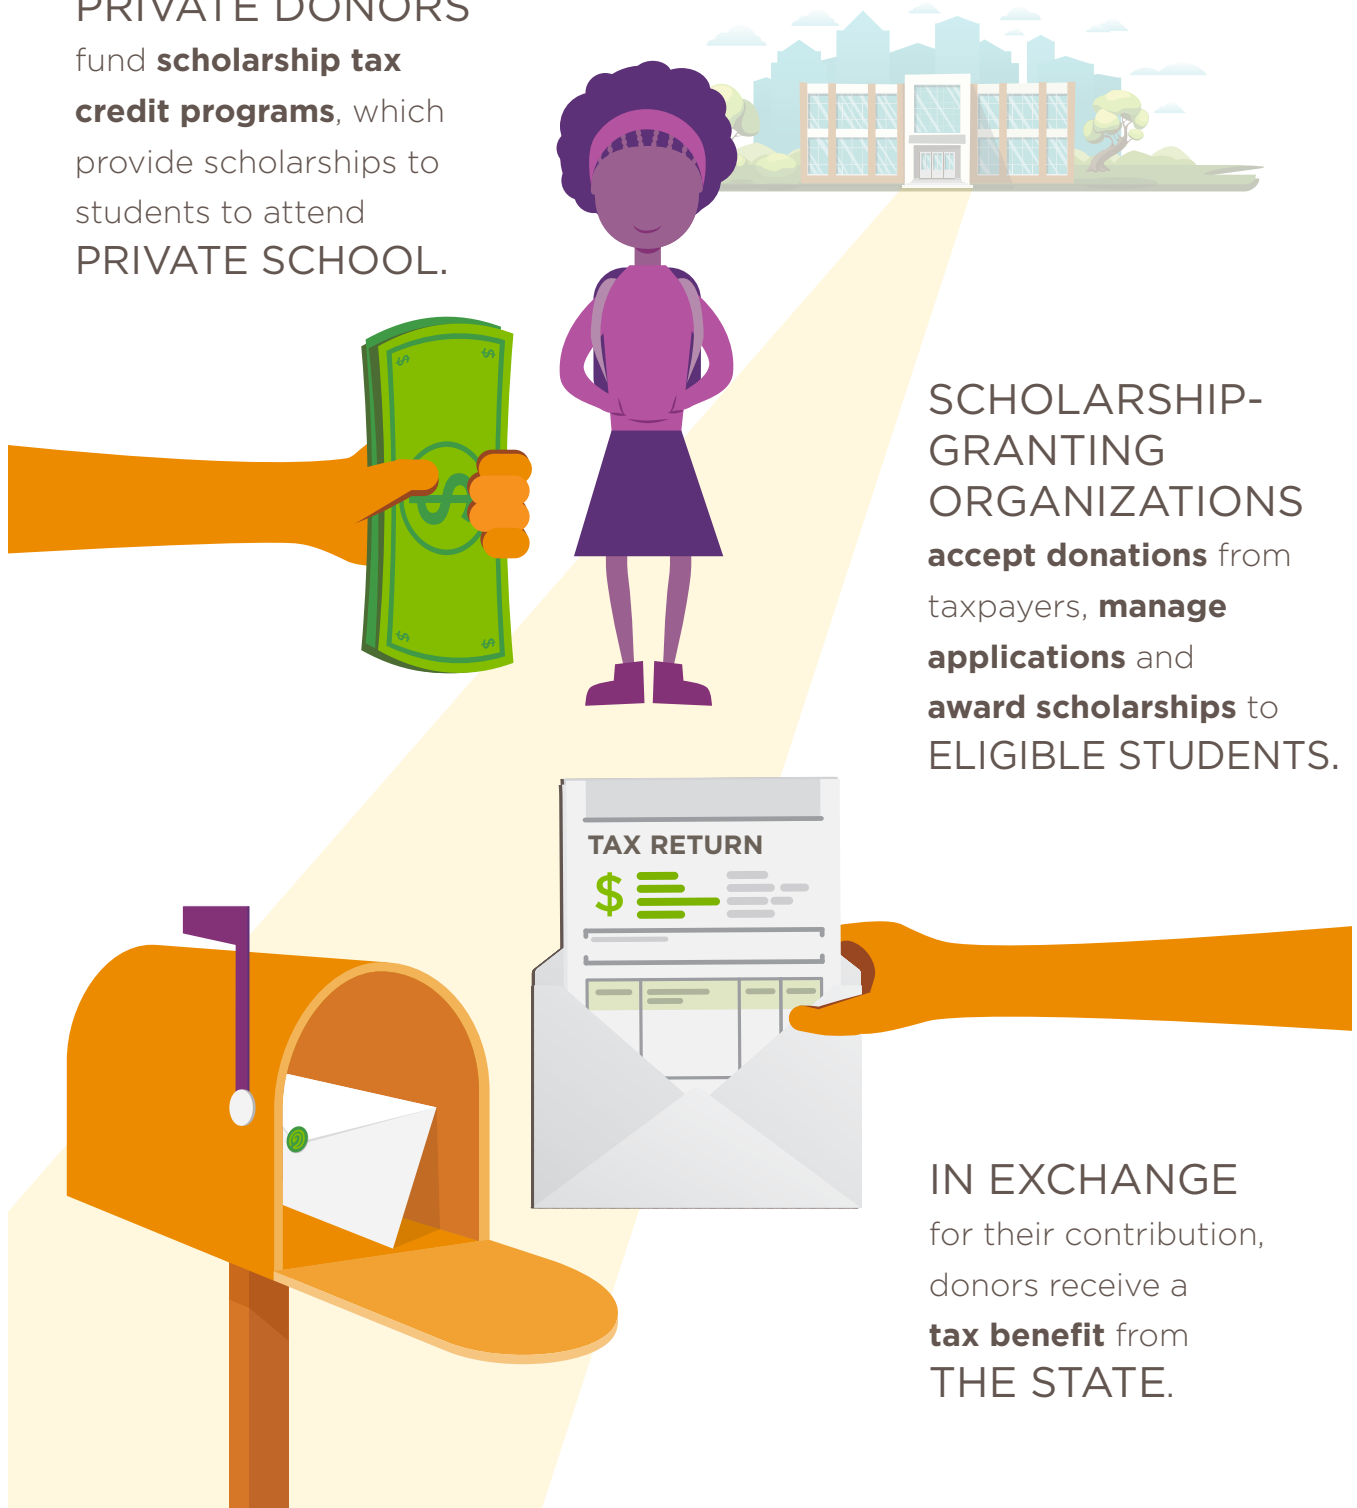 PRIVATE DONORS
fund scholarship tax
credit programs, which
provide scholarships to
students to attend
PRIVATE SCHOOL.
$ $
$
$ $
SCHOLARSHIP-
GRANTING
ORGANIZATIONS
accept donations from
taxpayers, manage
applications and
award scholarships to
ELIGIBLE STUDENTS.
TAX RETURN
$
IN EXCHANGE
for their contribution,
donors receive a
tax benefit from
THE STATE.